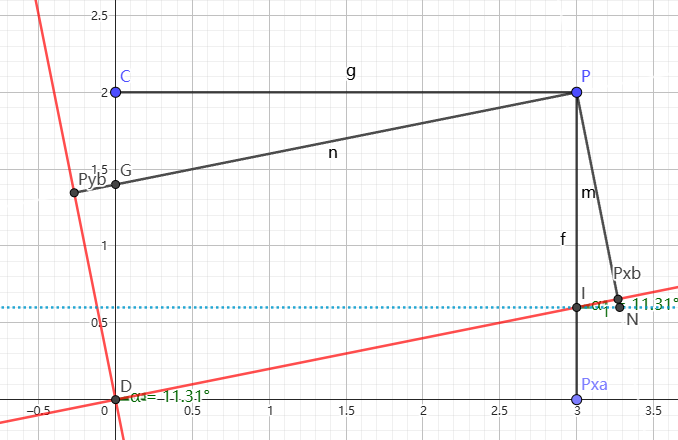 2.5
C
g
P
2
n
1.5
G
Pyb
m
1
f
Pxb
I
α₁ = 11.31°
0.5
N
D
α = 11.31°
Pxa
−0.5
0
0.5
1
1.5
2
2.5
3
3.5